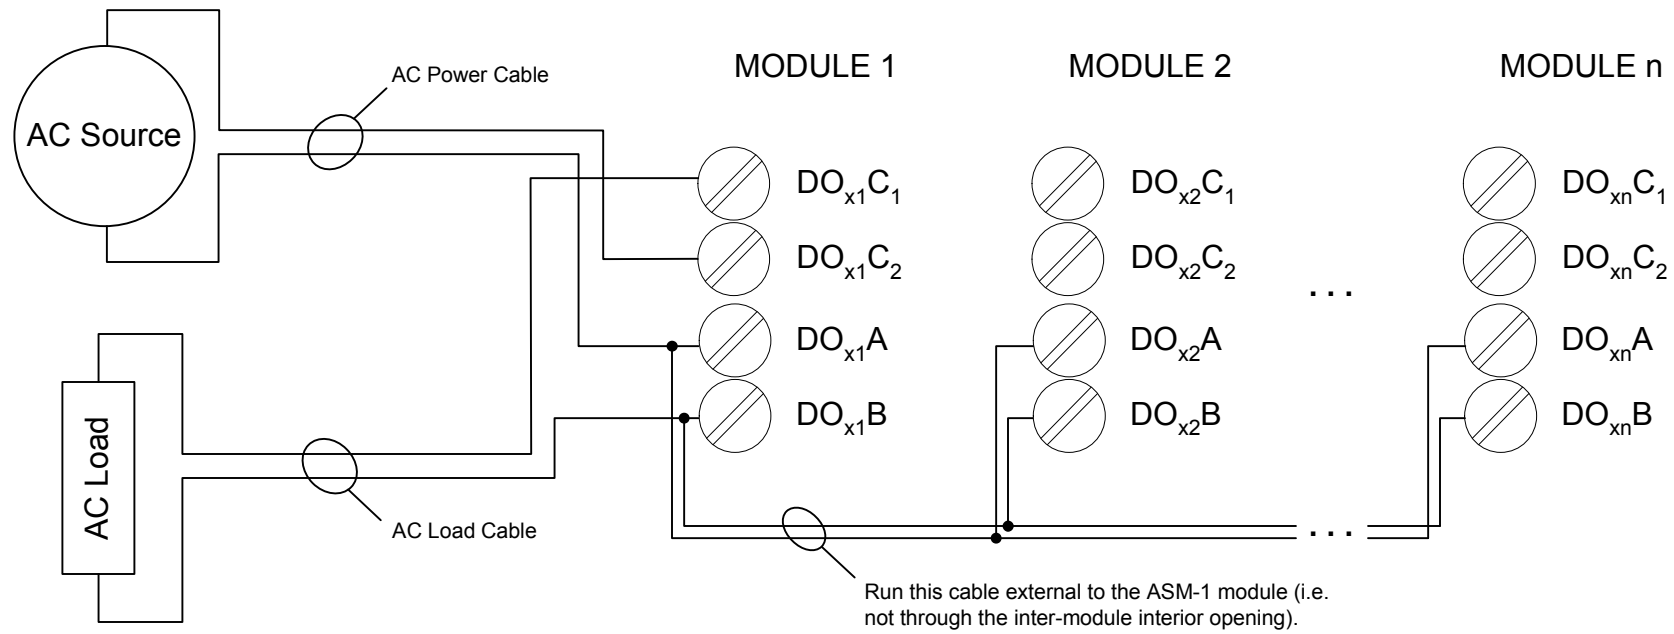 MODULE 1
MODULE 2
MODULE n
AC Power Cable
AC Source
DOx1C1
DOx2C1
DOxnC1
DOx1C2
DOx2C2
DOxnC2
. . .
DOx1A
DOx2A
DOxnA
DOx1B
DOx2B
DOxnB
AC Load
AC Load Cable
. . .
Run this cable external to the ASM-1 module (i.e.
not through the inter-module interior opening).